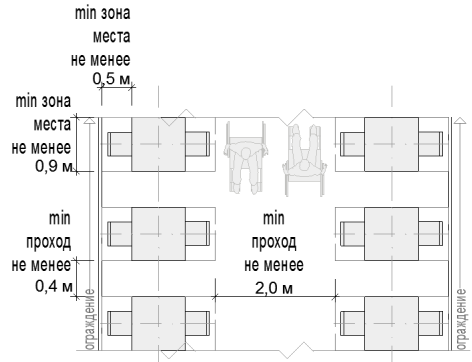 min зона
места
не менее
0,5 м
min зона
места
не менее
0,9 м
min
проход
не менее
0,4 м
min
проход
не менее
2,0 м
ограждение
ограждение